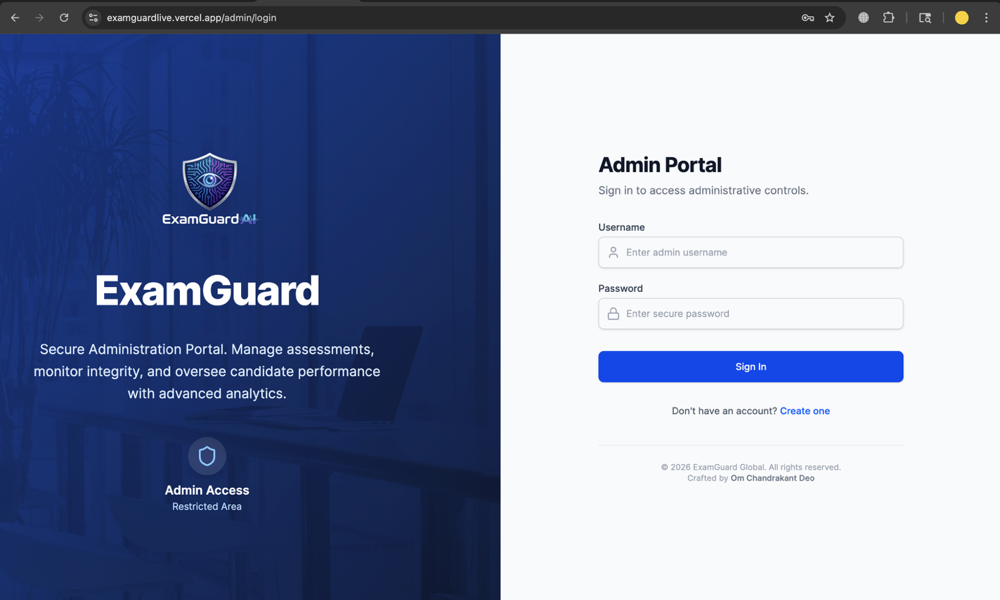 examguardlive.vercel.app/admin/login
ExamGuard AI
ExamGuard
Secure Administration Portal. Manage assessments,
monitor integrity, and oversee candidate performance
with advanced analytics.
Admin Access
Restricted Area
Admin Portal
Sign in to access administrative controls.
Username
Enter admin username
Password
Enter secure password
Sign In
Don't have an account? Create one
© 2026 ExamGuard Global. All rights reserved.
Crafted by Om Chandrakant Deo